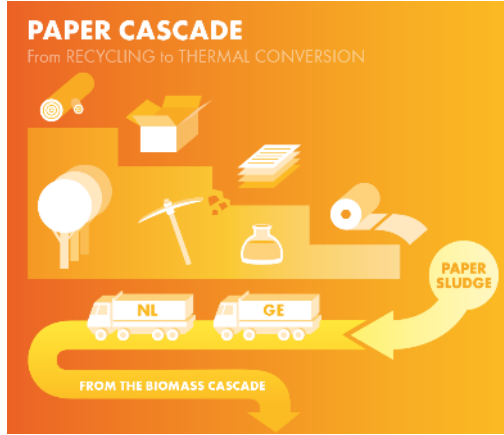 PAPER CASCADE
From RECYCLING to THERMAL CONVERSION
PAPER
SLUDGE
NL
GE
FROM THE BIOMASS CASCADE